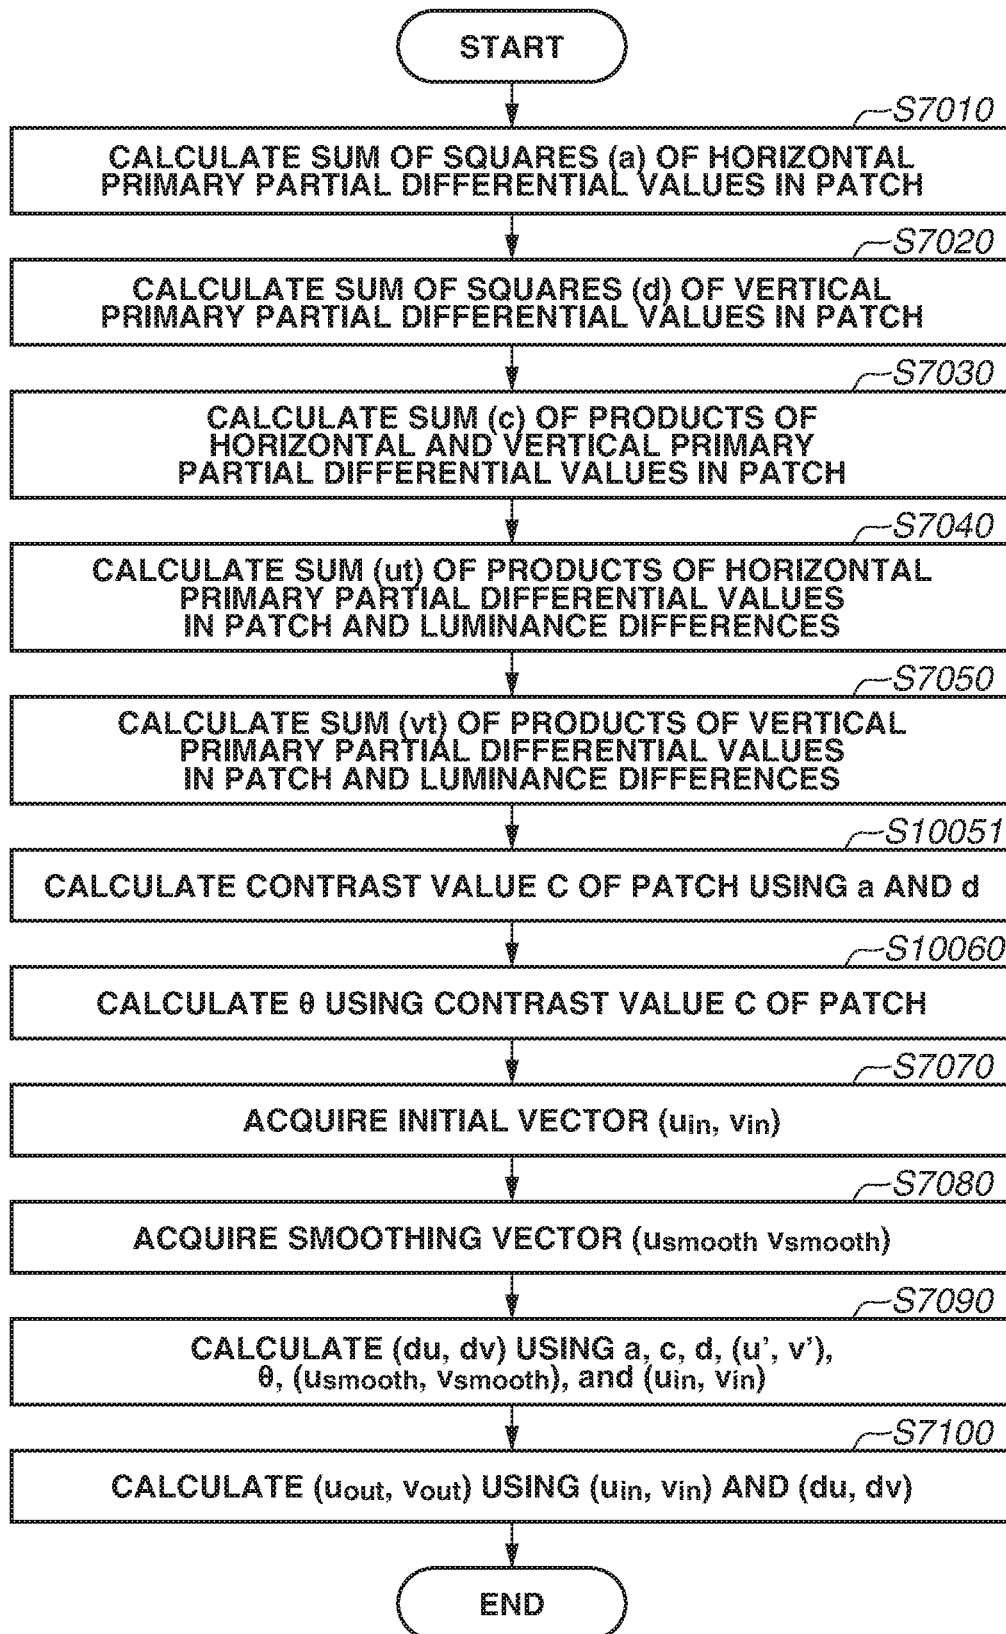 START
S7010
CALCULATE SUM OF SQUARES (a) OF HORIZONTAL
PRIMARY PARTIAL DIFFERENTIAL VALUES IN PATCH
S7020
CALCULATE SUM OF SQUARES (d) OF VERTICAL
PRIMARY PARTIAL DIFFERENTIAL VALUES IN PATCH
S7030
CALCULATE SUM (c) OF PRODUCTS OF
HORIZONTAL AND VERTICAL PRIMARY
PARTIAL DIFFERENTIAL VALUES IN PATCH
S7040
CALCULATE SUM (ut) OF PRODUCTS OF HORIZONTAL
PRIMARY PARTIAL DIFFERENTIAL VALUES
IN PATCH AND LUMINANCE DIFFERENCES
S7050
CALCULATE SUM (vt) OF PRODUCTS OF VERTICAL
PRIMARY PARTIAL DIFFERENTIAL VALUES
IN PATCH AND LUMINANCE DIFFERENCES
S10051
CALCULATE CONTRAST VALUE C OF PATCH USING a AND d
S10060
CALCULATE θ USING CONTRAST VALUE C OF PATCH
S7070
ACQUIRE INITIAL VECTOR (uin, vin)
S7080
ACQUIRE SMOOTHING VECTOR (usmooth vsmooth)
S7090
CALCULATE (du, dv) USING a, c, d, (u', v'),
θ, (usmooth, vsmooth), and (uin, vin)
S7100
CALCULATE (uout, vout) USING (uin, vin) AND (du, dv)
END